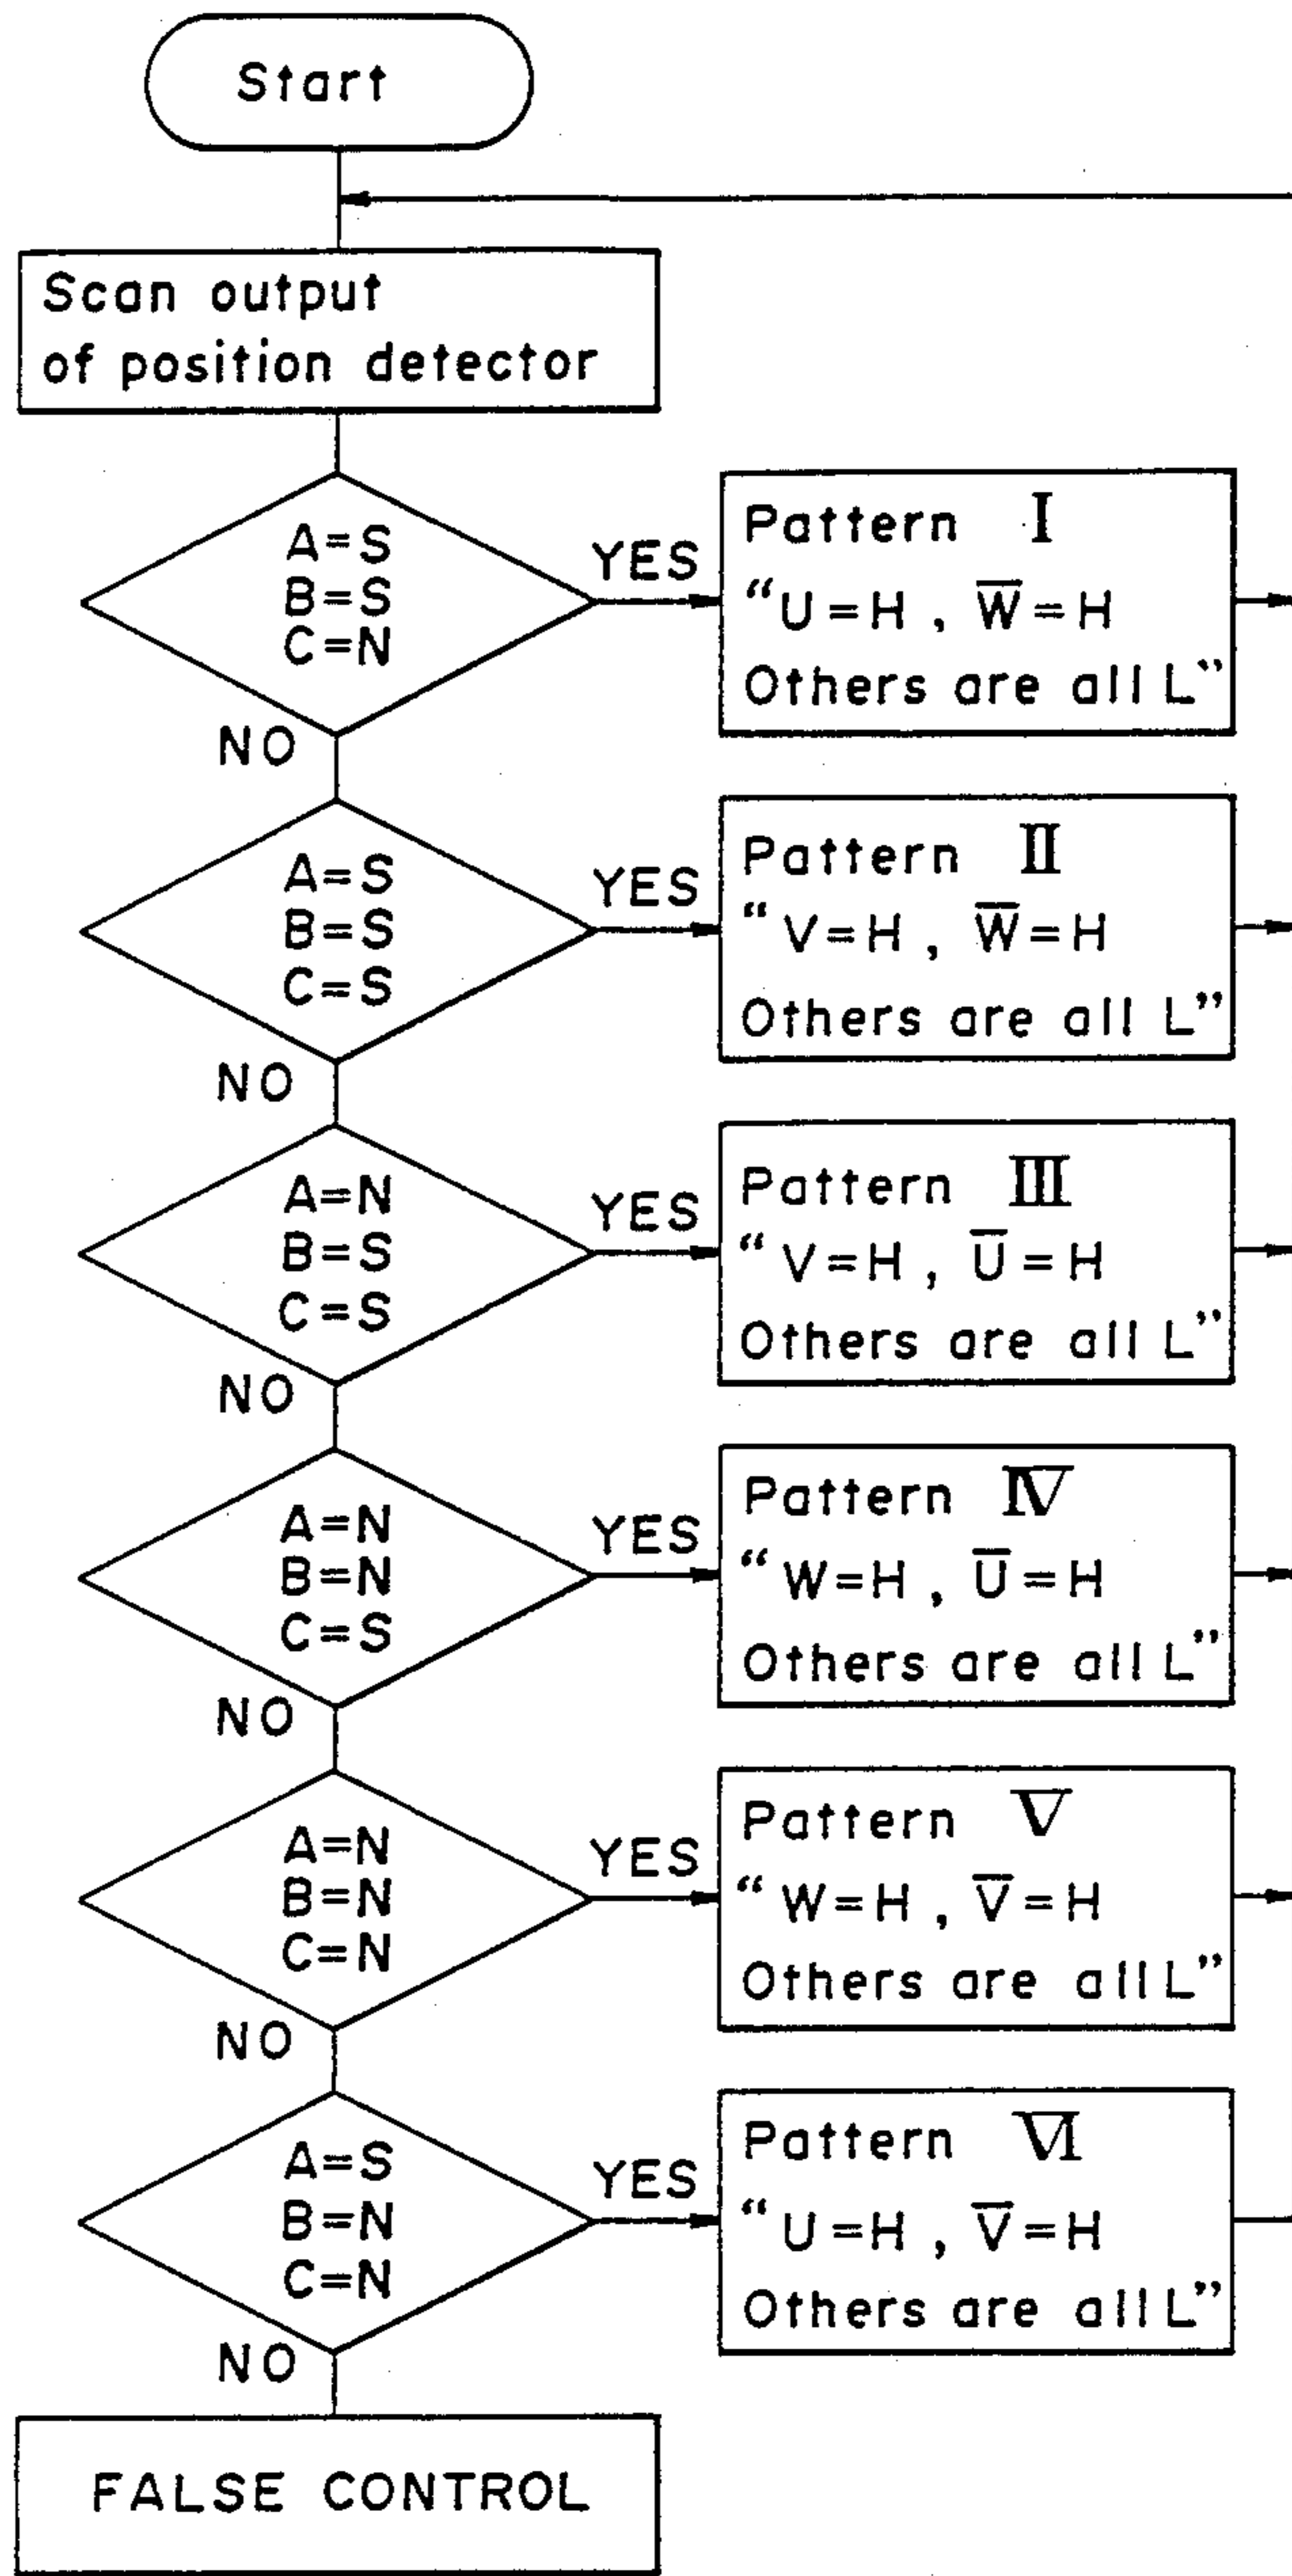 Start
Scan output
of position detector
A=S
B=S
C=N
YES
NO
Pattern I
“U=H, W̅=H
Others are all L”
A=S
B=S
C=S
YES
NO
Pattern II
“V=H, W̅=H
Others are all L”
A=N
B=S
C=S
YES
NO
Pattern III
“V=H, U̅=H
Others are all L”
A=N
B=N
C=S
YES
NO
Pattern IV
“W=H, U̅=H
Others are all L”
A=N
B=N
C=N
YES
NO
Pattern V
“W=H, V̅=H
Others are all L”
A=S
B=N
C=N
YES
NO
Pattern VI
“U=H, V̅=H
Others are all L”
FALSE CONTROL